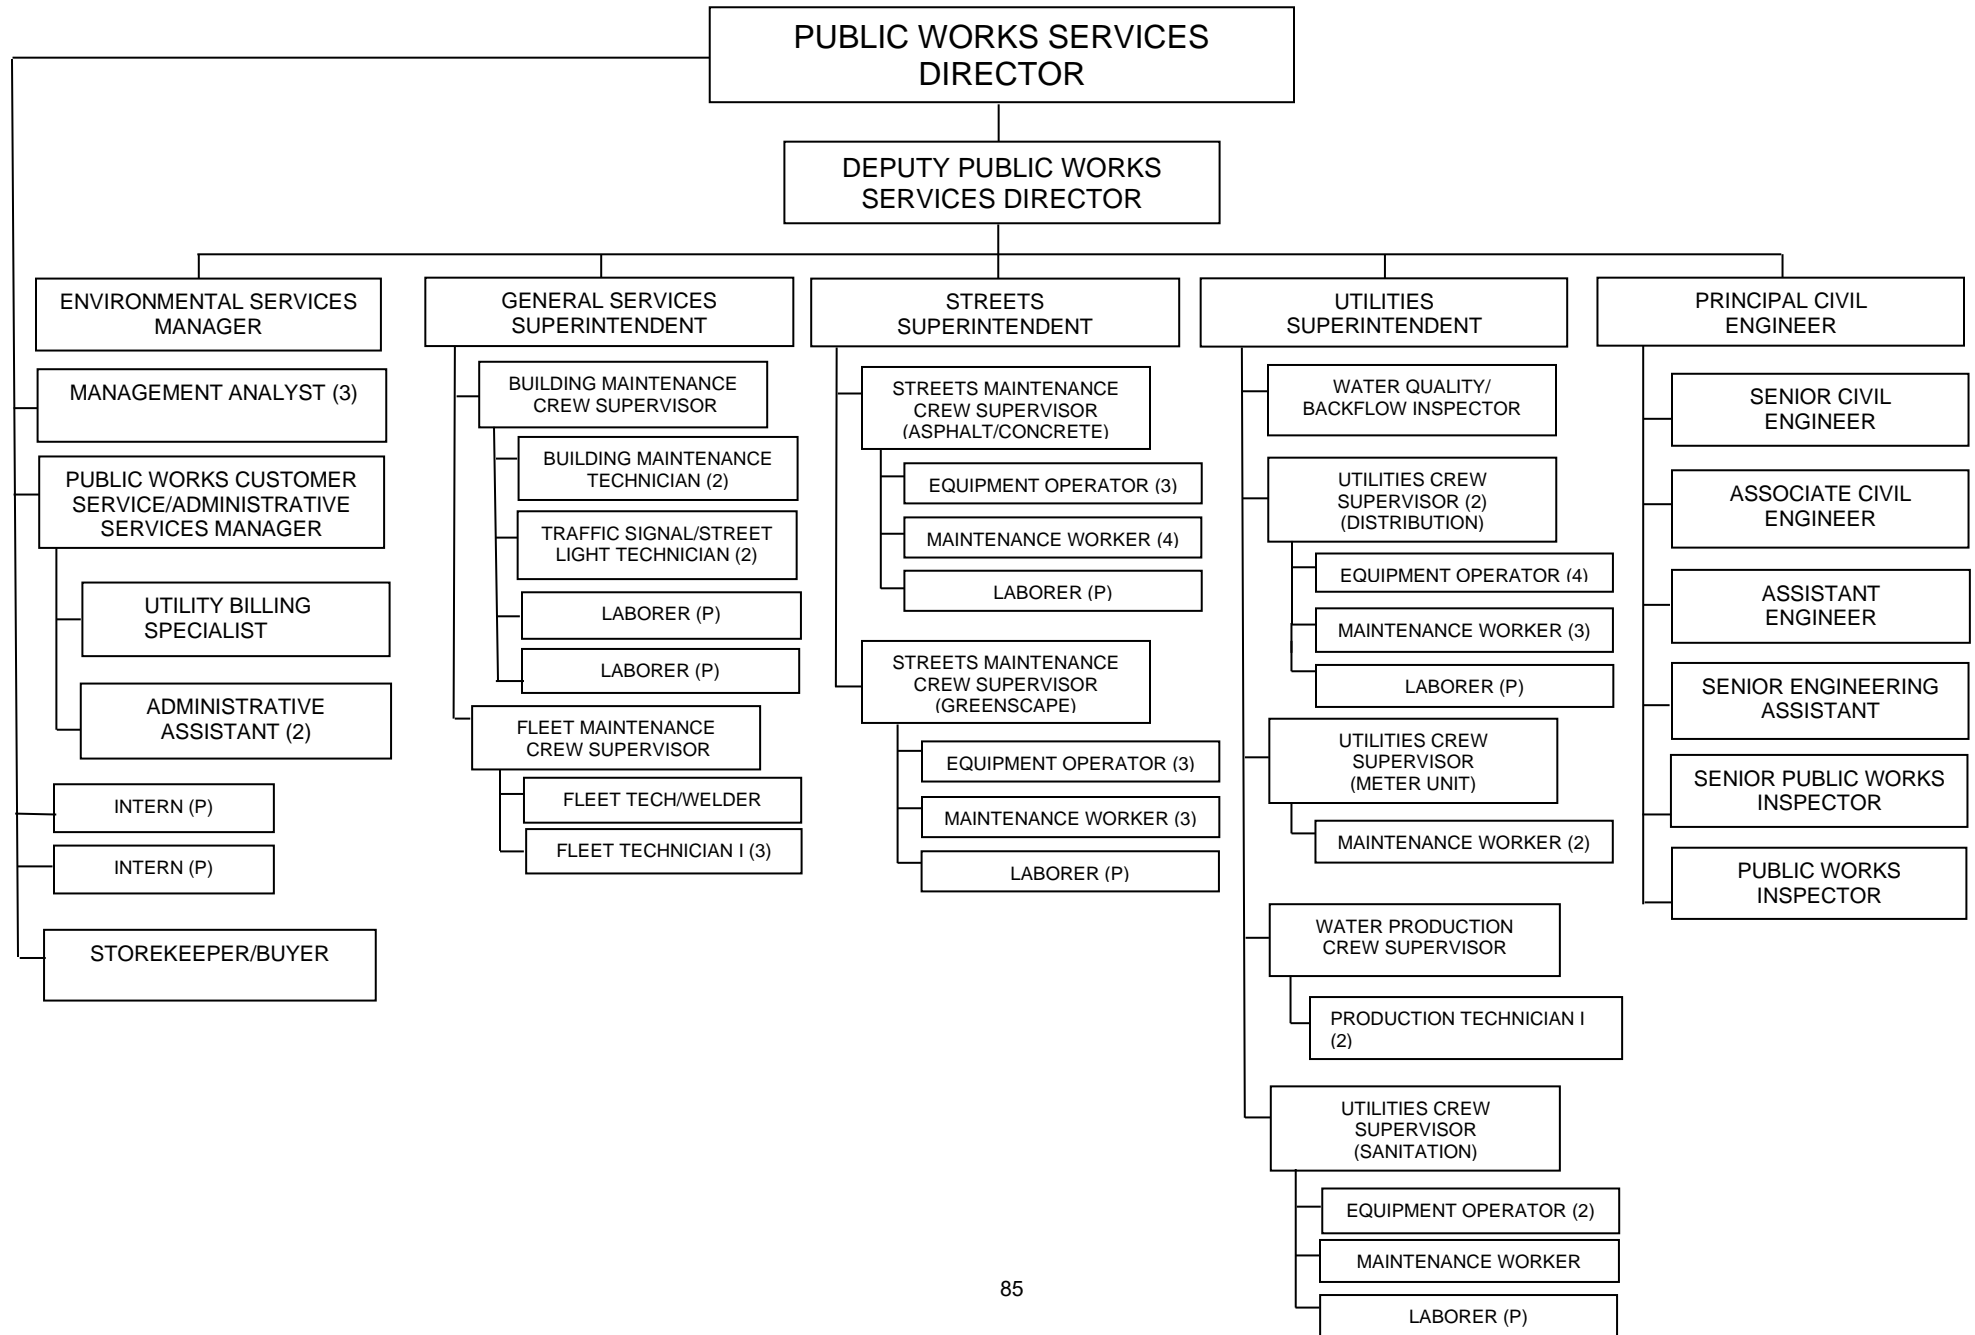 PUBLIC WORKS SERVICES
DIRECTOR
DEPUTY PUBLIC WORKS
SERVICES DIRECTOR
ENVIRONMENTAL SERVICES
MANAGER
MANAGEMENT ANALYST (3)
PUBLIC WORKS CUSTOMER
SERVICE/ADMINISTRATIVE
SERVICES MANAGER
UTILITY BILLING
SPECIALIST
ADMINISTRATIVE
ASSISTANT (2)
INTERN (P)
INTERN (P)
STOREKEEPER/BUYER
GENERAL SERVICES
SUPERINTENDENT
BUILDING MAINTENANCE
CREW SUPERVISOR
BUILDING MAINTENANCE
TECHNICIAN (2)
TRAFFIC SIGNAL/STREET
LIGHT TECHNICIAN (2)
LABORER (P)
LABORER (P)
FLEET MAINTENANCE
CREW SUPERVISOR
FLEET TECH/WELDER
FLEET TECHNICIAN I (3)
STREETS
SUPERINTENDENT
STREETS MAINTENANCE
CREW SUPERVISOR
(ASPHALT/CONCRETE)
EQUIPMENT OPERATOR (3)
MAINTENANCE WORKER (4)
LABORER (P)
STREETS MAINTENANCE
CREW SUPERVISOR
(GREENSCAPE)
EQUIPMENT OPERATOR (3)
MAINTENANCE WORKER (3)
LABORER (P)
UTILITIES
SUPERINTENDENT
WATER QUALITY/
BACKFLOW INSPECTOR
UTILITIES CREW
SUPERVISOR (2)
(DISTRIBUTION)
EQUIPMENT OPERATOR (4)
MAINTENANCE WORKER (3)
LABORER (P)
UTILITIES CREW
SUPERVISOR
(METER UNIT)
MAINTENANCE WORKER (2)
WATER PRODUCTION
CREW SUPERVISOR
PRODUCTION TECHNICIAN I
(2)
UTILITIES CREW
SUPERVISOR
(SANITATION)
EQUIPMENT OPERATOR (2)
MAINTENANCE WORKER
LABORER (P)
PRINCIPAL CIVIL
ENGINEER
SENIOR CIVIL
ENGINEER
ASSOCIATE CIVIL
ENGINEER
ASSISTANT
ENGINEER
SENIOR ENGINEERING
ASSISTANT
SENIOR PUBLIC WORKS
INSPECTOR
PUBLIC WORKS
INSPECTOR
85